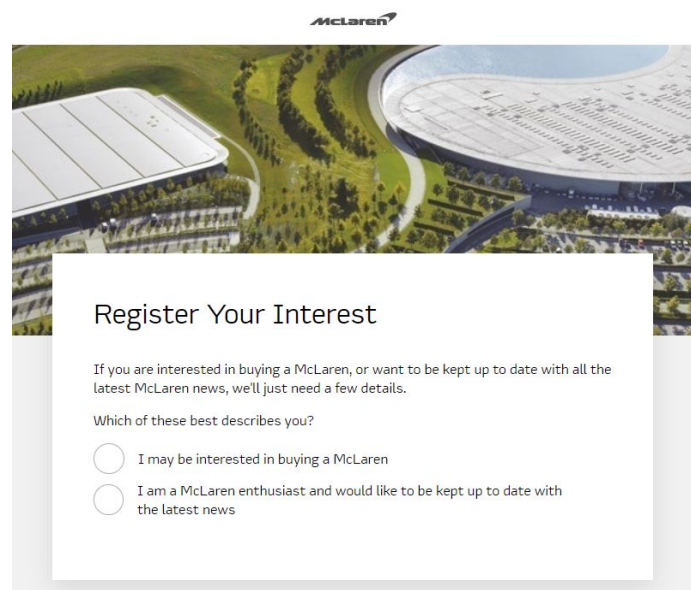 McLaren
Register Your Interest
If you are interested in buying a McLaren, or want to be kept up to date with all the
latest McLaren news, we'll just need a few details.
Which of these best describes you?
I may be interested in buying a McLaren
I am a McLaren enthusiast and would like to be kept up to date with
the latest news